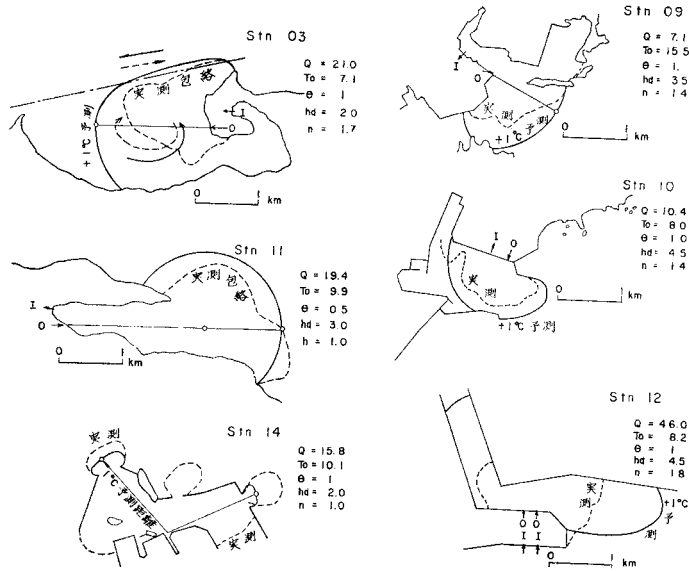 Stn 03
Q = 21.0
To = 7.1
θ = 1
hd = 2.0
n = 1.7
実測包絡
+1℃予測
I
O
0 1
km
Stn 09
Q = 7.1
To = 15.5
θ = 1.
hd = 3.5
n = 1.4
I
O
実測
+1℃予測
0 1
km
Stn 10
Q = 10.4
To = 8.0
θ = 1.0
hd = 4.5
n = 1.4
I
O
実測
+1℃予測
0 1
km
Stn 11
Q = 19.4
To = 9.9
θ = 0.5
hd = 3.0
h = 1.0
実測包絡
I
O
0 1
km
Stn 14
Q = 15.8
To = 10.1
θ = 1
hd = 2.0
n = 1.0
実測
℃予測距離
実測
Stn 12
Q = 46.0
To = 8.2
θ = 1
hd = 4.5
n = 1.8
実測
+1℃予測
O O
I I
0 1
km